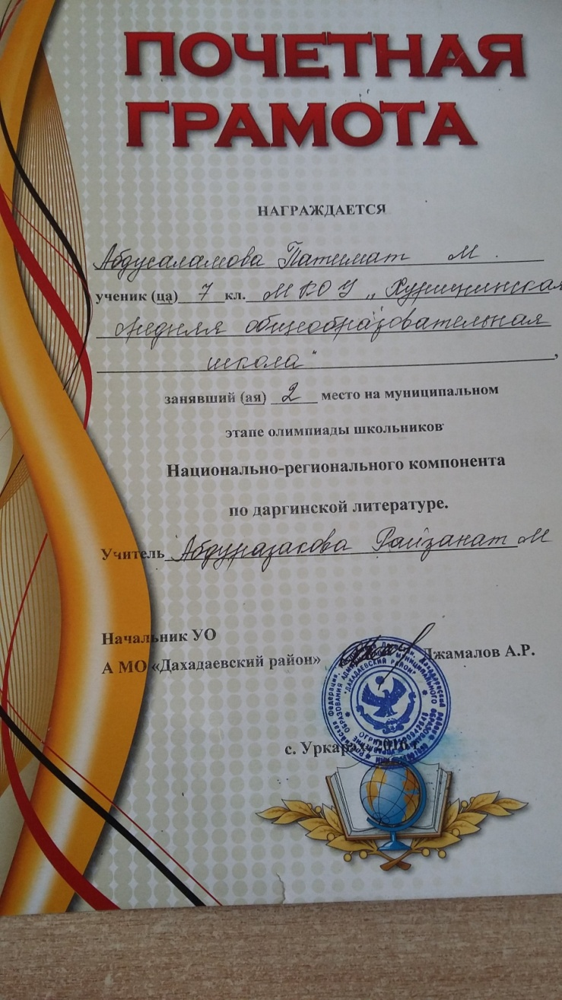 ПОЧЕТНАЯ
ГРАМОТА
НАГРАЖДАЕТСЯ
Абдусаламова Патимат М.
ученик (ца) 7 кл. МКОУ „Хуршнинская
средняя общеобразовательная
школа",
занявший (ая) 2 место на муниципальном
этапе олимпиады школьников
Национально-регионального компонента
по даргинской литературе.
Учитель Абдуразакова Райзанат М
Начальник УО
А МО «Дахадаевский район» Джамалов А.Р.
"ДАХАДАЕВСКИЙ РАЙОН"
с. Уркарах